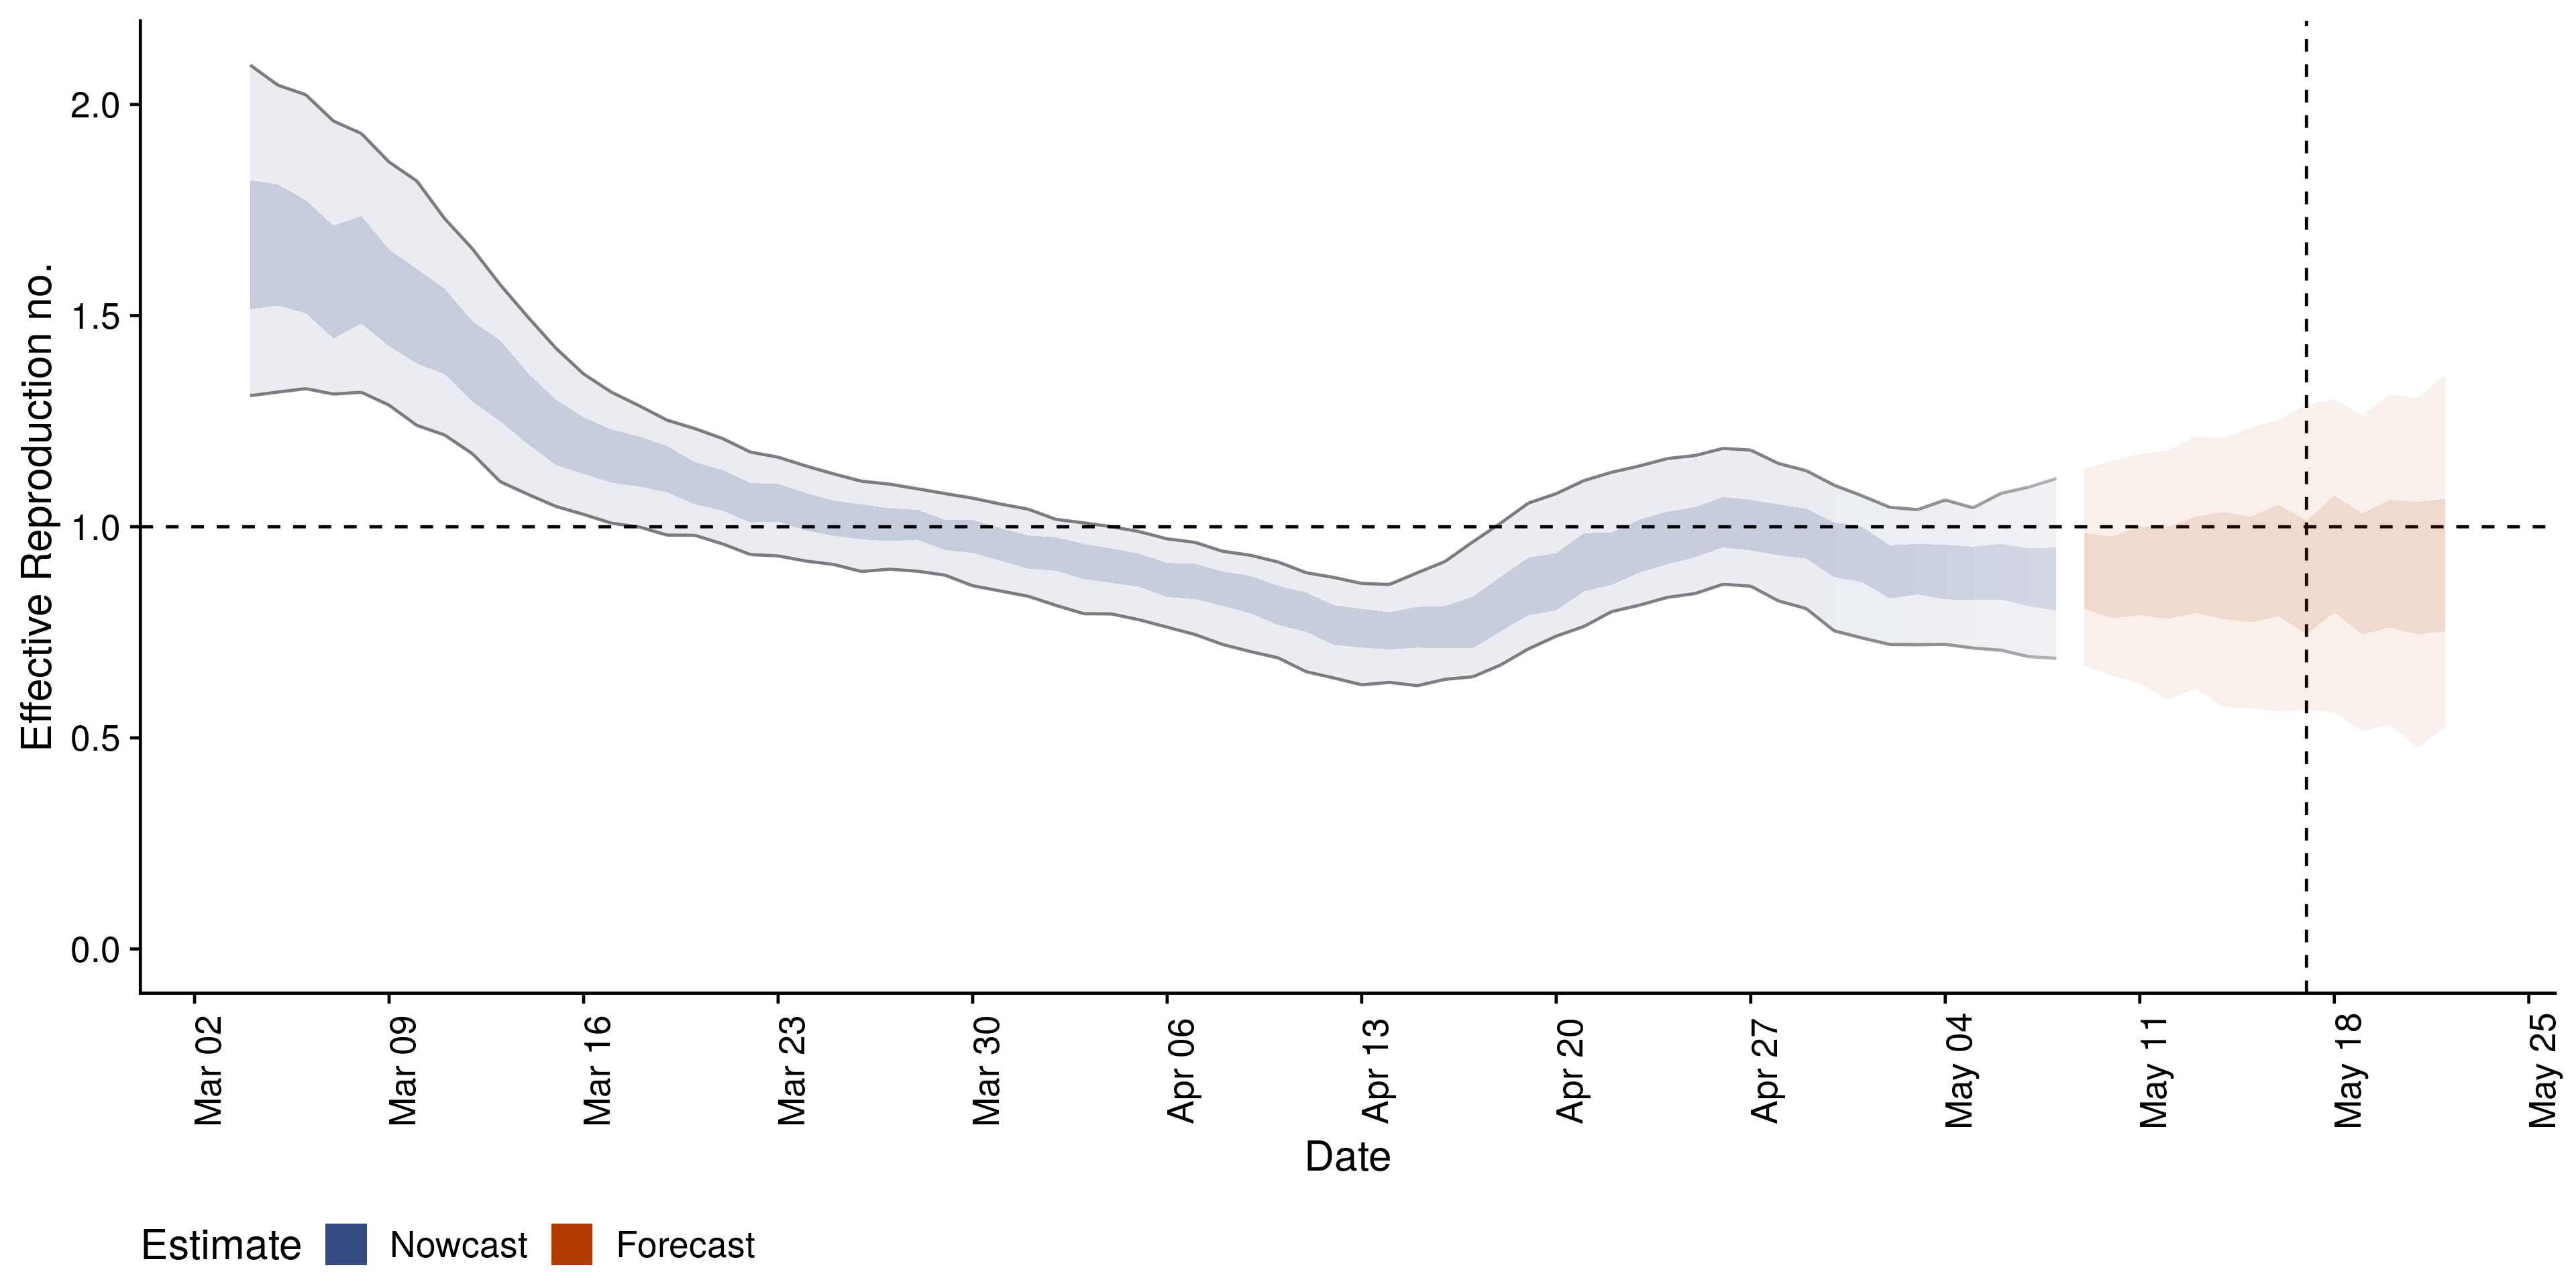 Effective Reproduction no.
2.0
1.5
1.0
0.5
0.0
Mar 02
Mar 09
Mar 16
Mar 23
Mar 30
Apr 06
Apr 13
Apr 20
Apr 27
May 04
May 11
May 18
May 25
Date
Estimate Nowcast Forecast